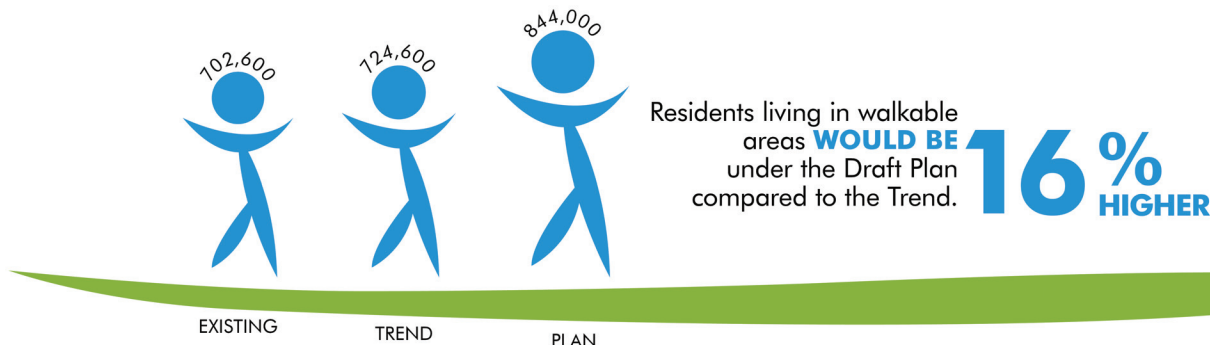 702,600
724,600
844,000
Residents living in walkable
areas WOULD BE
under the Draft Plan
compared to the Trend.
16%
HIGHER
EXISTING
TREND
PLAN